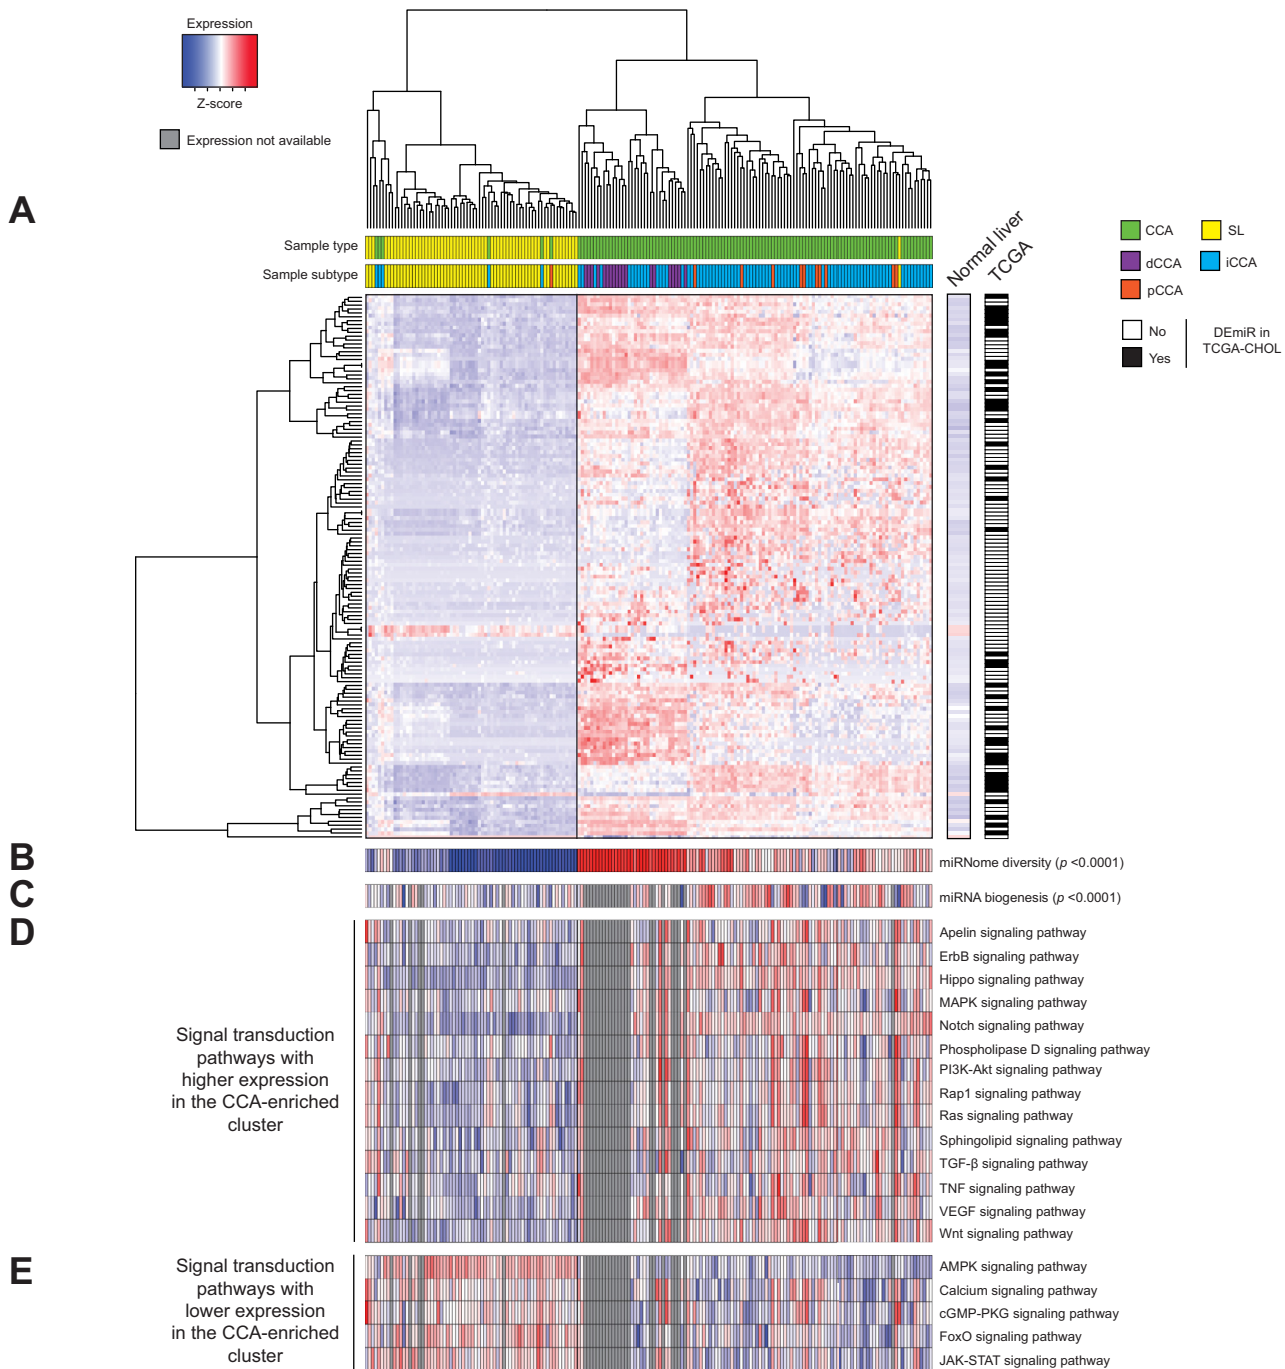 Expression
Z-score
Expression not available
A
Sample type
Sample subtype
Normal liver
TCGA
CCA
SL
dCCA
iCCA
pCCA
No
Yes
DEmiR in
TCGA-CHOL
B
miRNome diversity (p <0.0001)
C
miRNA biogenesis (p <0.0001)
D
Signal transduction
pathways with
higher expression
in the CCA-enriched
cluster
Apelin signaling pathway
ErbB signaling pathway
Hippo signaling pathway
MAPK signaling pathway
Notch signaling pathway
Phospholipase D signaling pathway
PI3K-Akt signaling pathway
Rap1 signaling pathway
Ras signaling pathway
Sphingolipid signaling pathway
TGF-β signaling pathway
TNF signaling pathway
VEGF signaling pathway
Wnt signaling pathway
E
Signal transduction
pathways with
lower expression
in the CCA-enriched
cluster
AMPK signaling pathway
Calcium signaling pathway
cGMP-PKG signaling pathway
FoxO signaling pathway
JAK-STAT signaling pathway